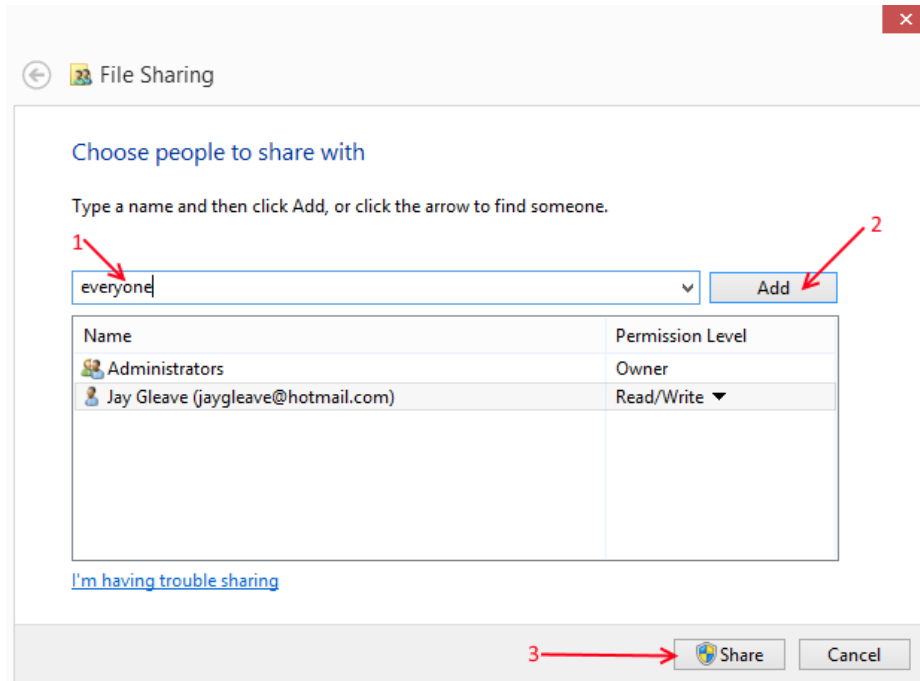 File Sharing
Choose people to share with
Type a name and then click Add, or click the arrow to find someone.
1
2
everyone
Add
Name Permission Level
Administrators Owner
Jay Gleave (jaygleave@hotmail.com) Read/Write
I'm having trouble sharing
3 Share Cancel